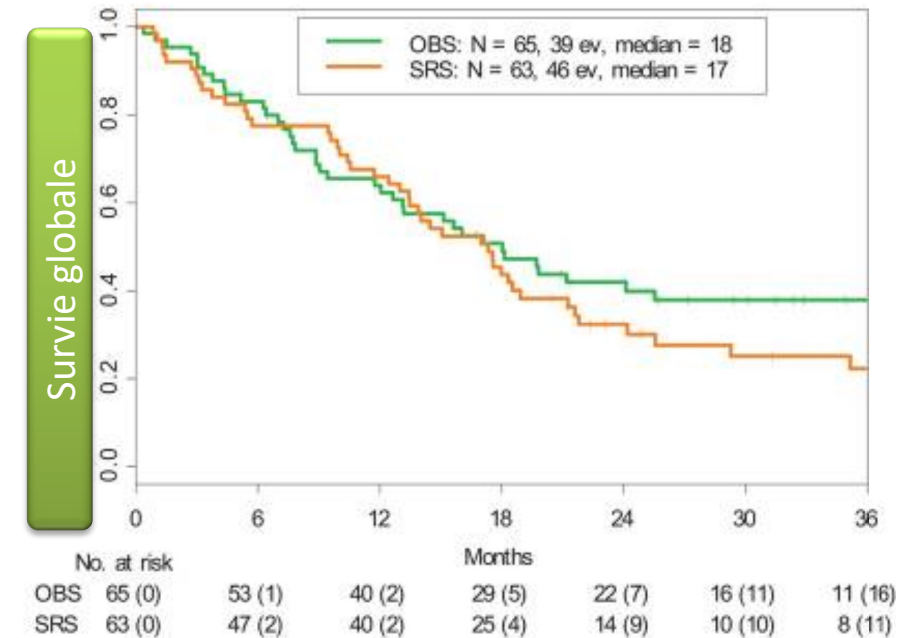 Survie globale
1.0
0.8
0.6
0.4
0.2
0.0
OBS: N = 65, 39 ev, median = 18
SRS: N = 63, 46 ev, median = 17
0 6 12 18 24 30 36
Months
No. at risk
OBS 65 (0) 53 (1) 40 (2) 29 (5) 22 (7) 16 (11) 11 (16)
SRS 63 (0) 47 (2) 40 (2) 25 (4) 14 (9) 10 (10) 8 (11)